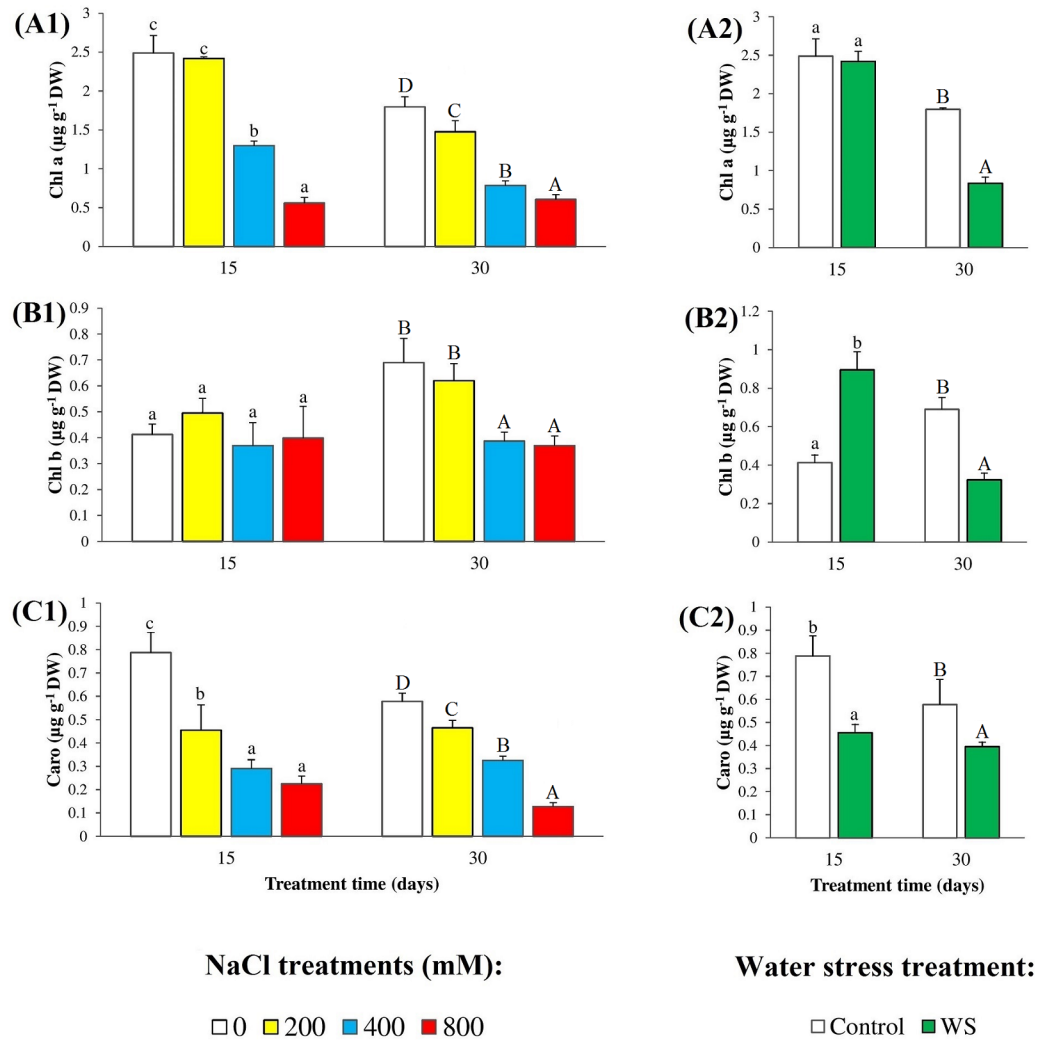 (A1)
Chl a (µg g-1 DW)
3
2.5
2
1.5
1
0.5
0
c
c
b
a
D
C
B
A
15
30
(A2)
Chl a (µg g-1 DW)
3
2.5
2
1.5
1
0.5
0
a
a
B
A
15
30
(B1)
Chl b (µg g-1 DW)
0.9
0.8
0.7
0.6
0.5
0.4
0.3
0.2
0.1
0
a
a
a
a
B
B
A
A
15
30
(B2)
Chl b (µg g-1 DW)
1.2
1
0.8
0.6
0.4
0.2
0
a
b
B
A
15
30
(C1)
Caro (µg g-1 DW)
1
0.9
0.8
0.7
0.6
0.5
0.4
0.3
0.2
0.1
0
c
b
a
a
D
C
B
A
15
30
Treatment time (days)
(C2)
Caro (µg g-1 DW)
1
0.9
0.8
0.7
0.6
0.5
0.4
0.3
0.2
0.1
0
b
a
B
A
15
30
Treatment time (days)
NaCl treatments (mM):
0 200 400 800
Water stress treatment:
Control WS